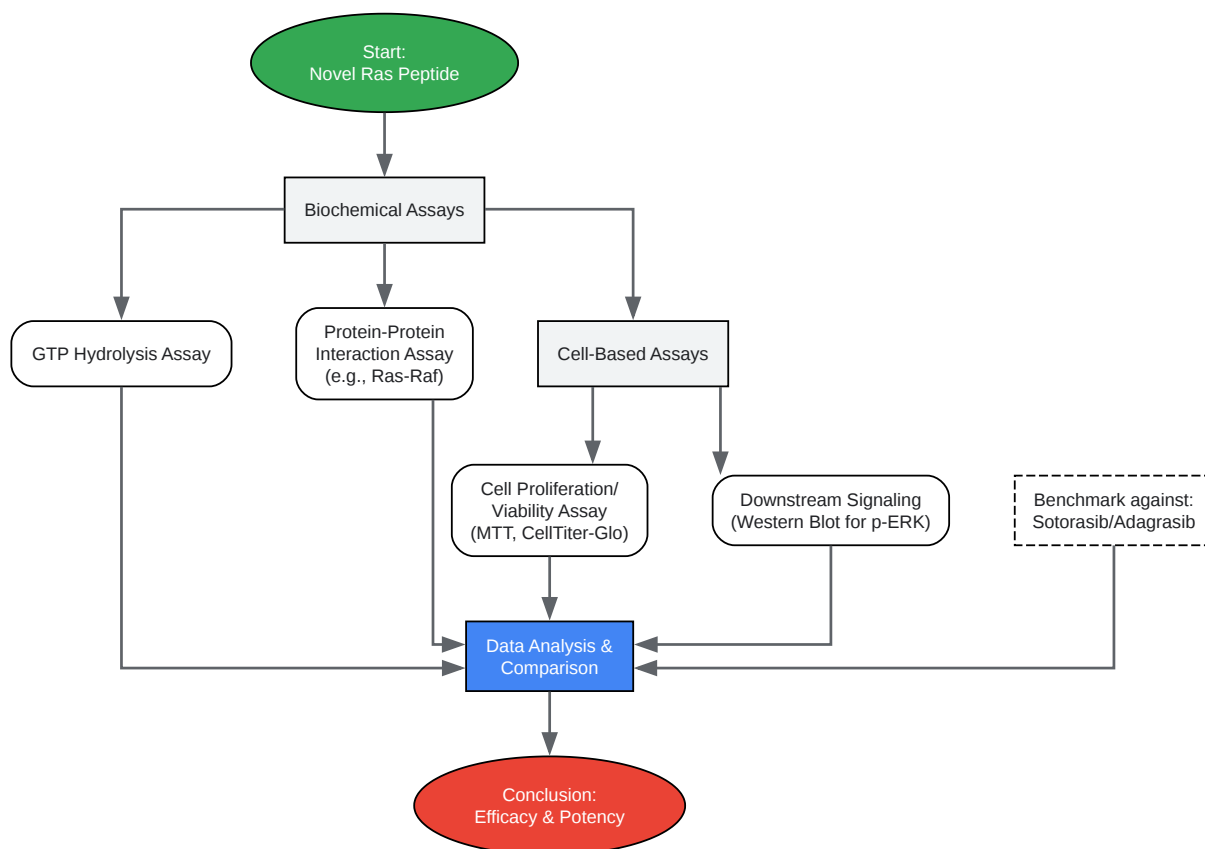 Start:
Novel Ras Peptide
Biochemical Assays
GTP Hydrolysis Assay
Protein-Protein
Interaction Assay
(e.g., Ras-Raf)
Cell-Based Assays
Cell Proliferation/
Viability Assay
(MTT, CellTiter-Glo)
Downstream Signaling
(Western Blot for p-ERK)
Benchmark against:
Sotorasib/Adagrasib
Data Analysis &
Comparison
Conclusion:
Efficacy & Potency